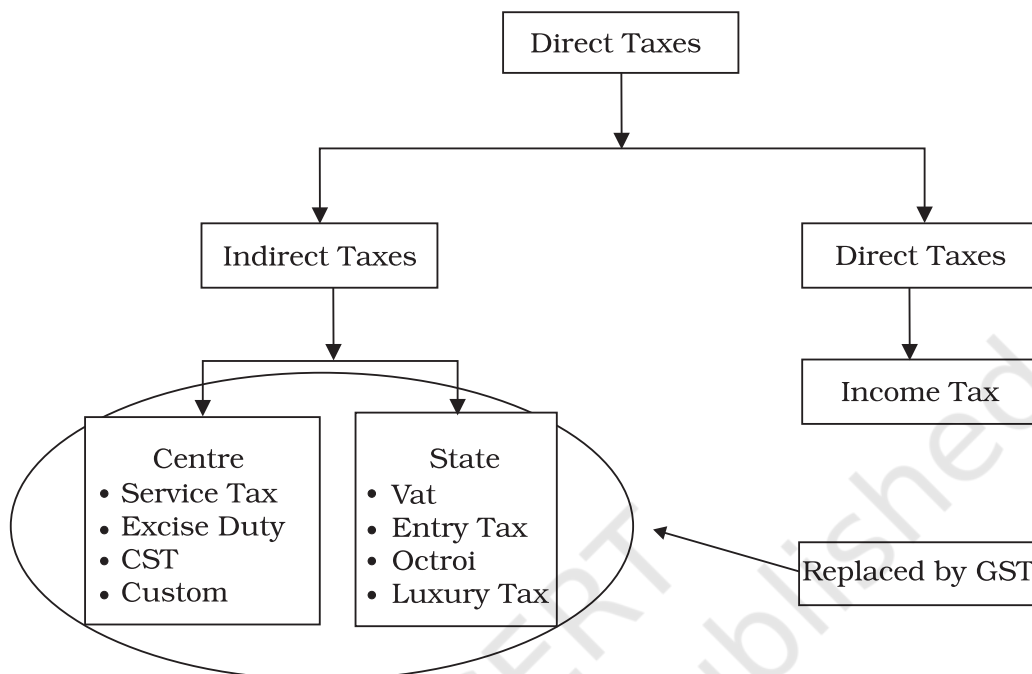 Direct Taxes
Indirect Taxes
Direct Taxes
Income Tax
Centre
• Service Tax
• Excise Duty
• CST
• Custom
State
• Vat
• Entry Tax
• Octroi
• Luxury Tax
Replaced by GST